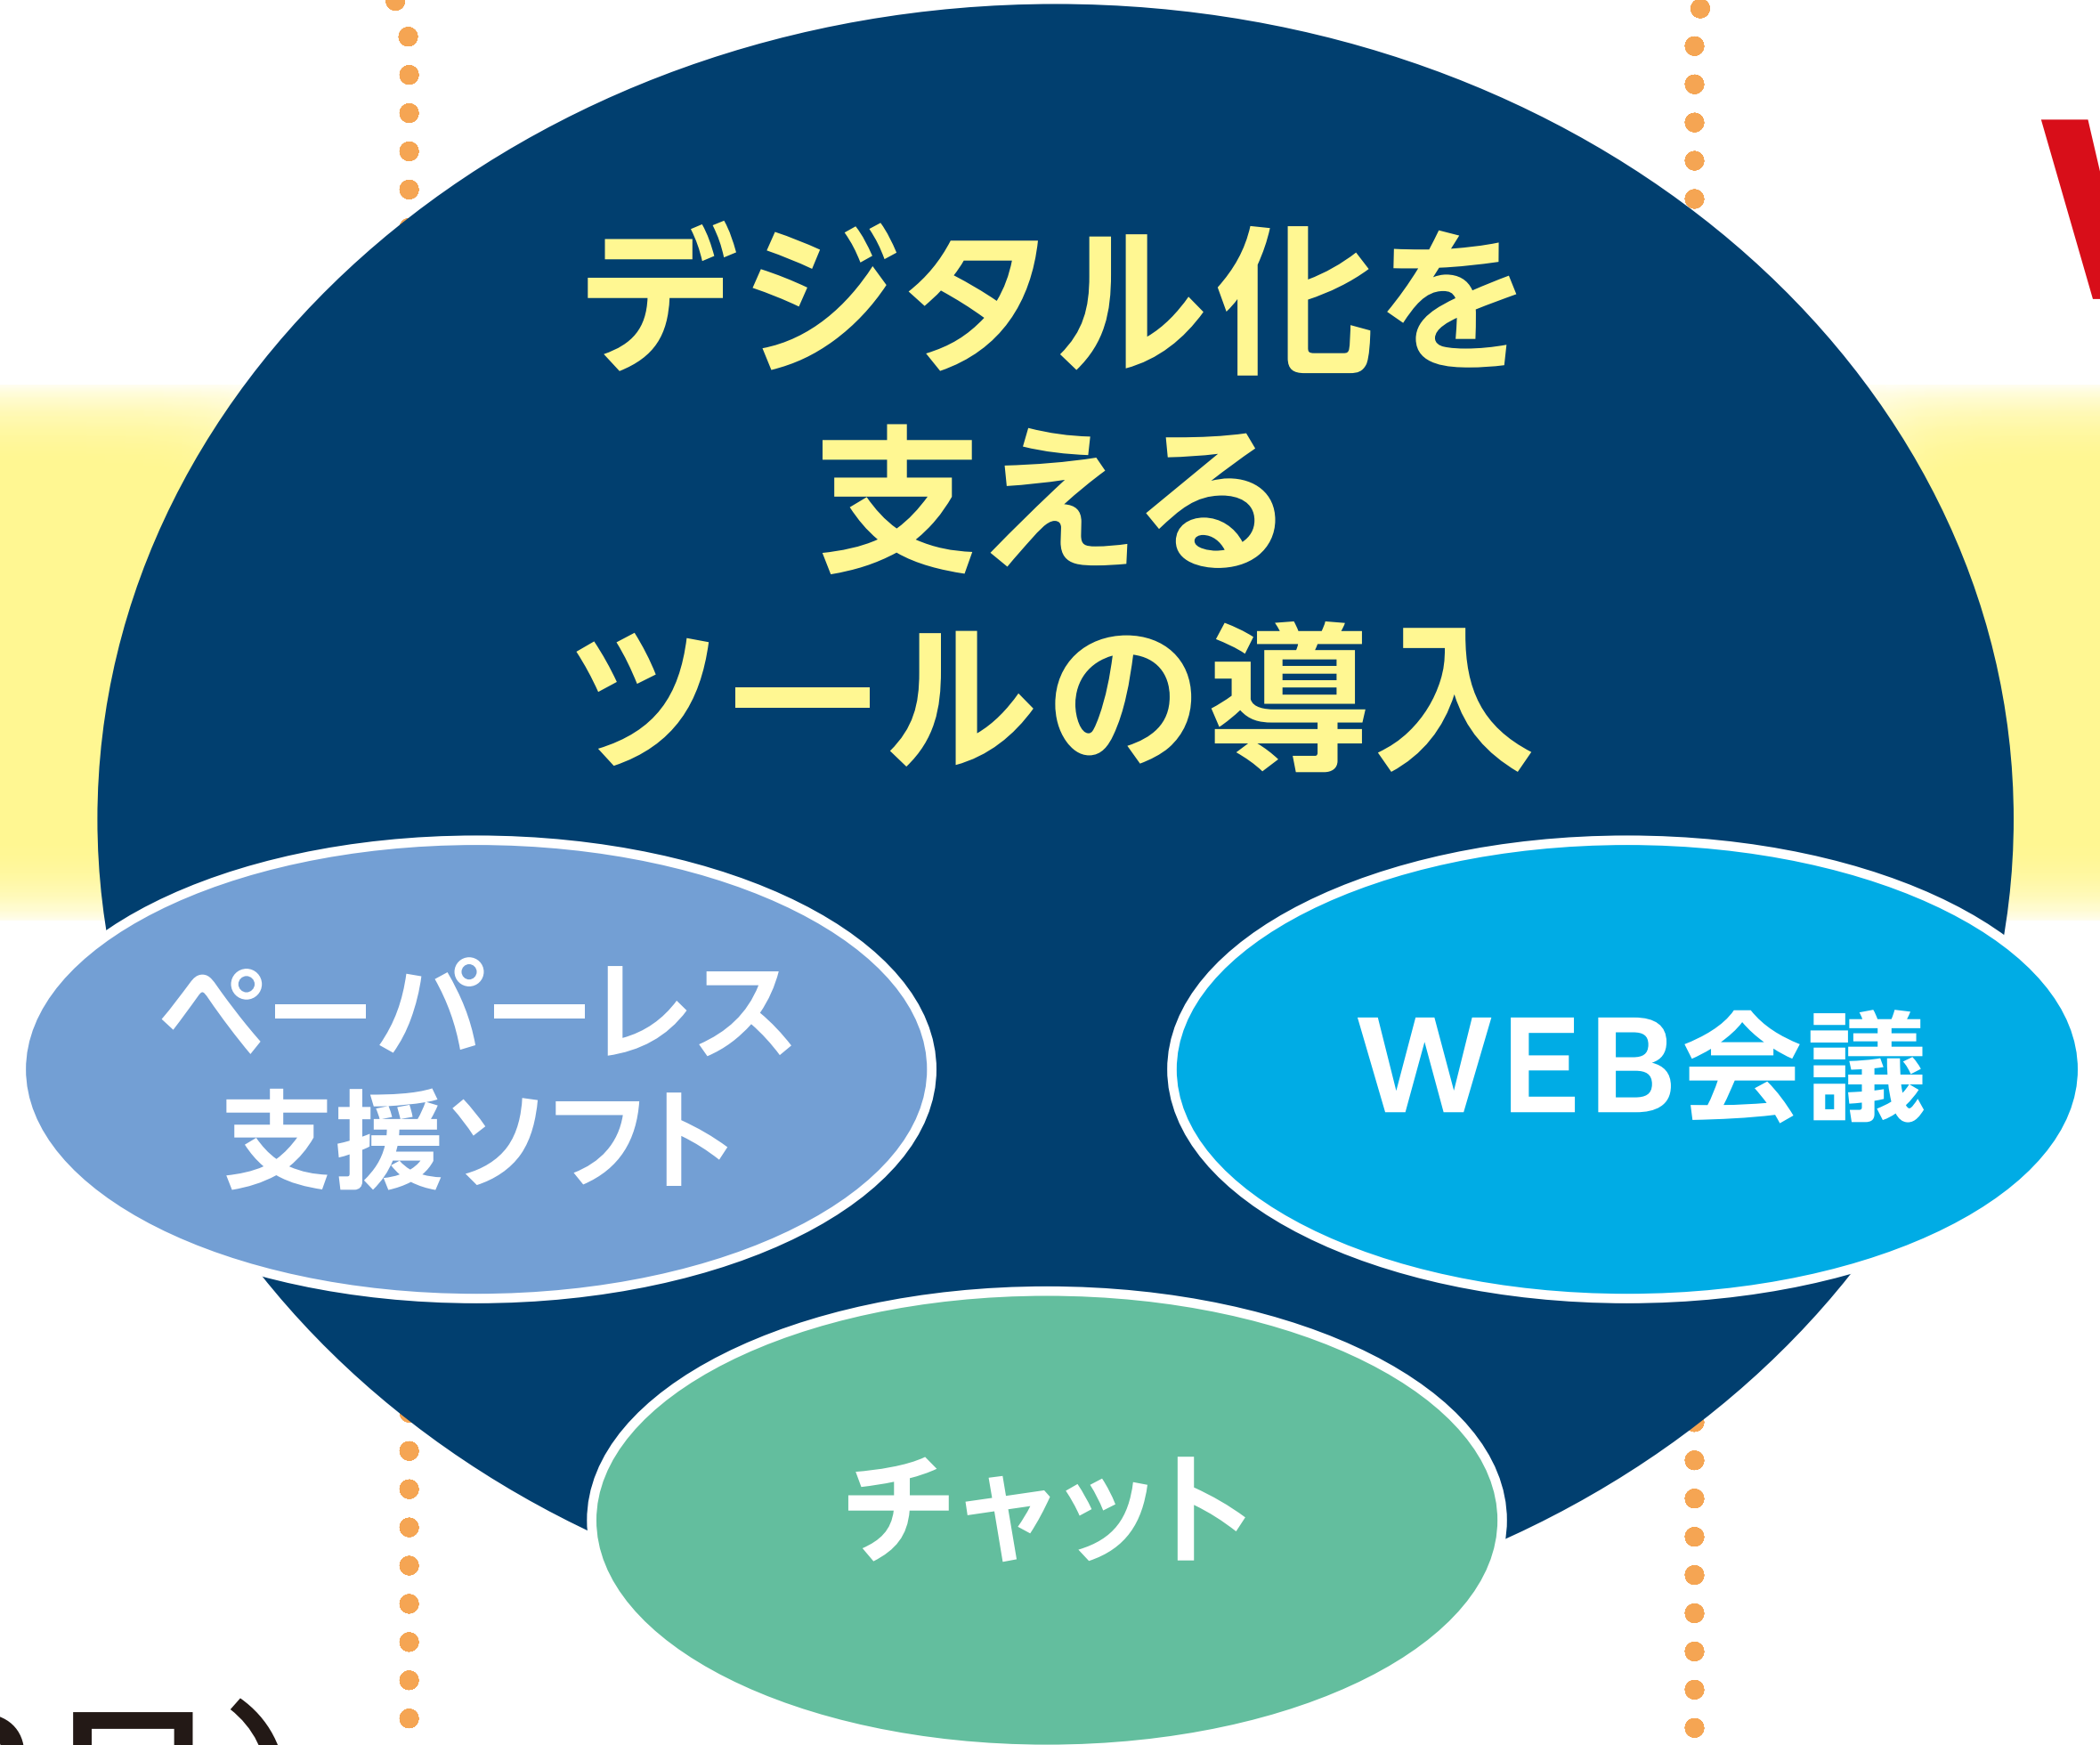 デジタル化を
支える
ツールの導入
ペーパーレス
支援ソフト
WEB会議
チャット